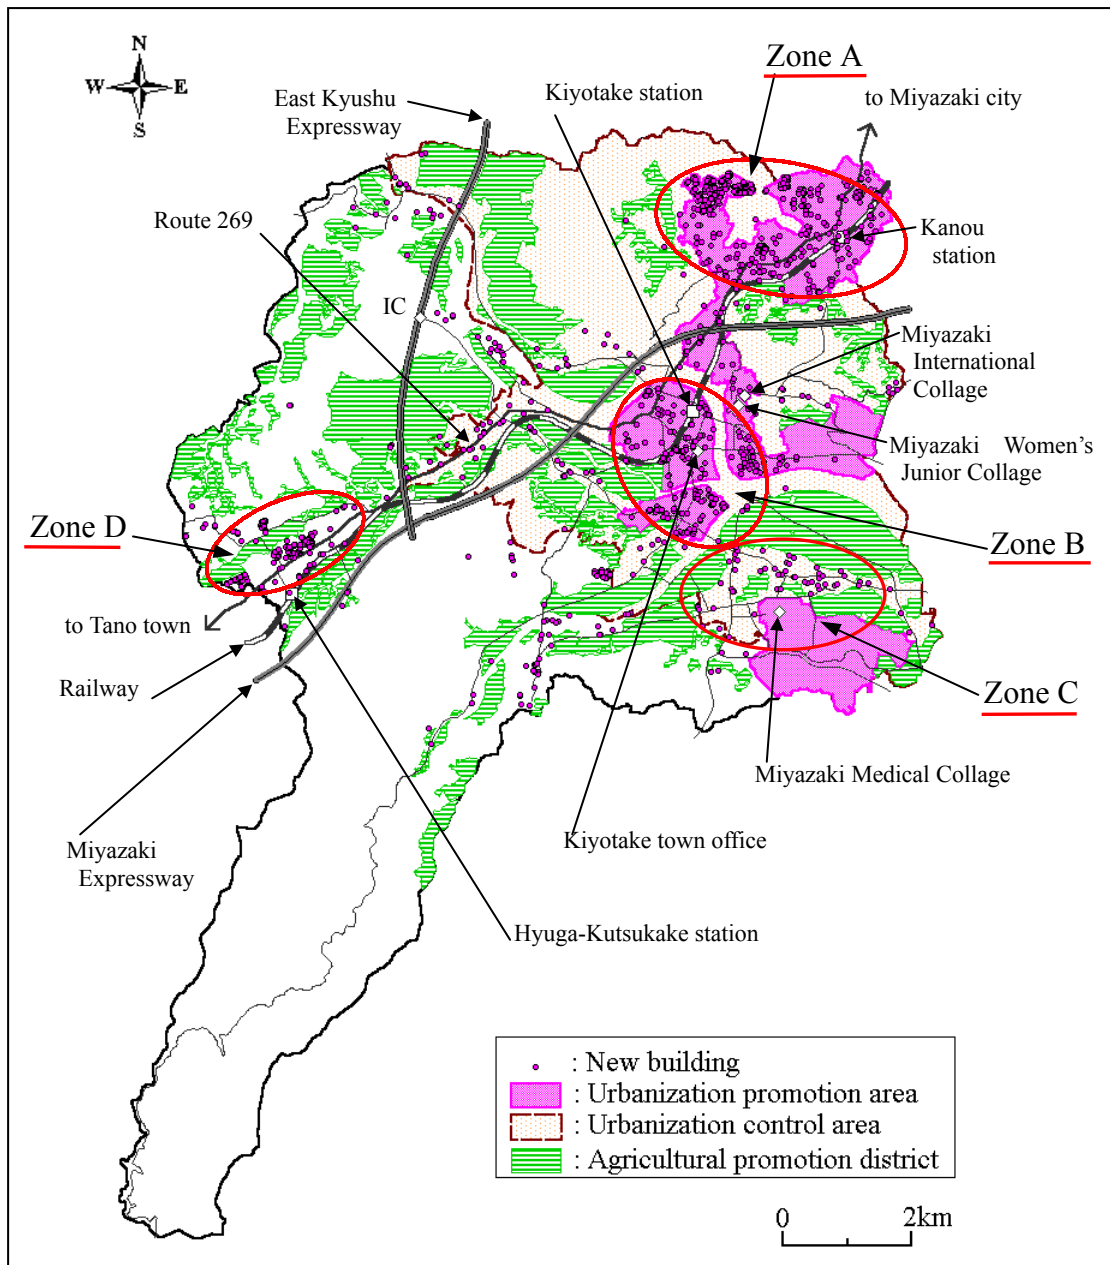 Zone A
N
W E
S
East Kyushu
Expressway
Kiyotake station
to Miyazaki city
Route 269
Kanou
station
IC
Miyazaki
International
Collage
Miyazaki Women's
Junior Collage
Zone D
Zone B
to Tano town
Railway
Zone C
Miyazaki Medical Collage
Kiyotake town office
Miyazaki
Expressway
Hyuga-Kutsukake station
: New building
: Urbanization promotion area
: Urbanization control area
: Agricultural promotion district
0 2km